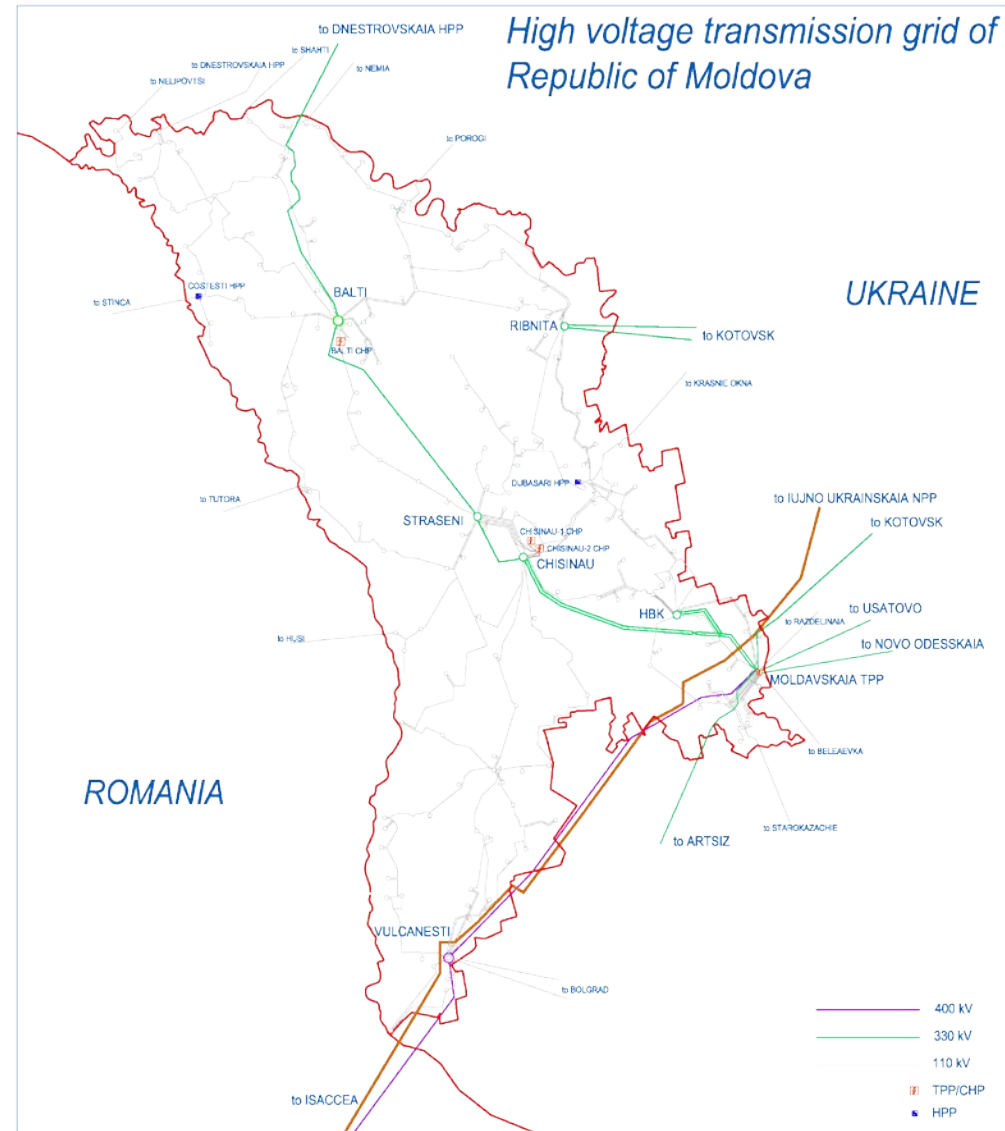 to DNESTROVSKAIA HPP
High voltage transmission grid of
Republic of Moldova
to SHAHTI
to DNESTROVSKAIA HPP
to NEMIA
to NELIPOVTSI
to POROGI
COSTESTI HPP
BALTI
UKRAINE
to STINCA
RIBNITA
to KOTOVSK
BALTI CHP
to KRASNIE OKNA
DUBASARI HPP
to TUTORA
to IUJNO UKRAINSKAIA NPP
STRASENI
to KOTOVSK
CHISINAU-1 CHP
CHISINAU-2 CHP
CHISINAU
HBK
to USATOVO
to RAZDELINAIA
to HUSI
to NOVO ODESSKAIA
MOLDAVSKAIA TPP
to BELEAEVKA
ROMANIA
to STAROKAZACHIE
to ARTSIZ
VULCANESTI
to BOLGRAD
400 kV
330 kV
110 kV
TPP/CHP
to ISACCEA
HPP